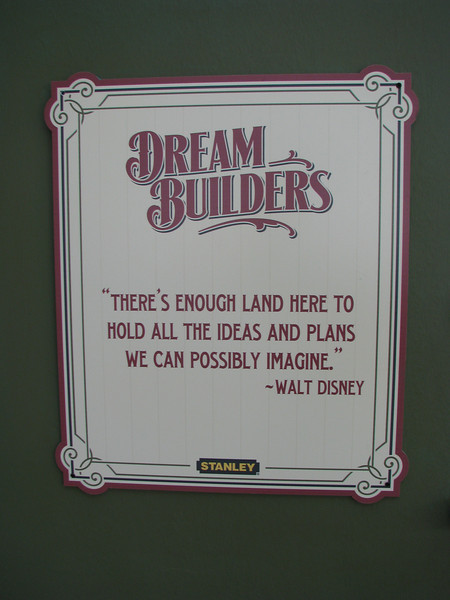 DREAM
BUILDERS
"THERE'S ENOUGH LAND HERE TO
HOLD ALL THE IDEAS AND PLANS
WE CAN POSSIBLY IMAGINE."
~WALT DISNEY
STANLEY